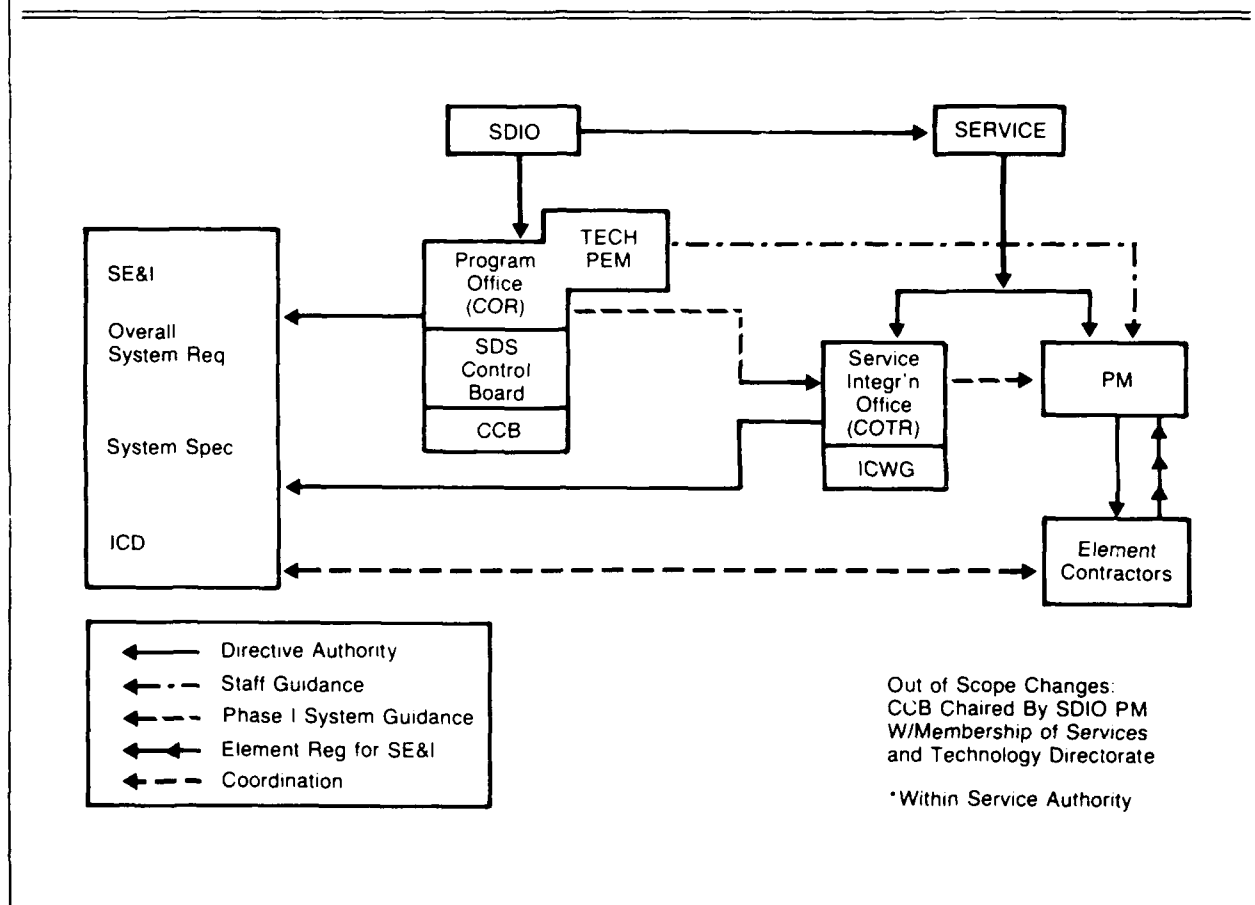 SDIO
SERVICE
TECH
PEM
Program
Office
(COR)
SDS
Control
Board
CCB
SE&I
Overall
System Req
System Spec
ICD
Service
Integr'n
Office
(COTR)
ICWG
PM
Element
Contractors
Directive Authority
Staff Guidance
Phase I System Guidance
Element Reg for SE&I
Coordination
Out of Scope Changes:
CCB Chaired By SDIO PM
W/Membership of Services
and Technology Directorate
*Within Service Authority